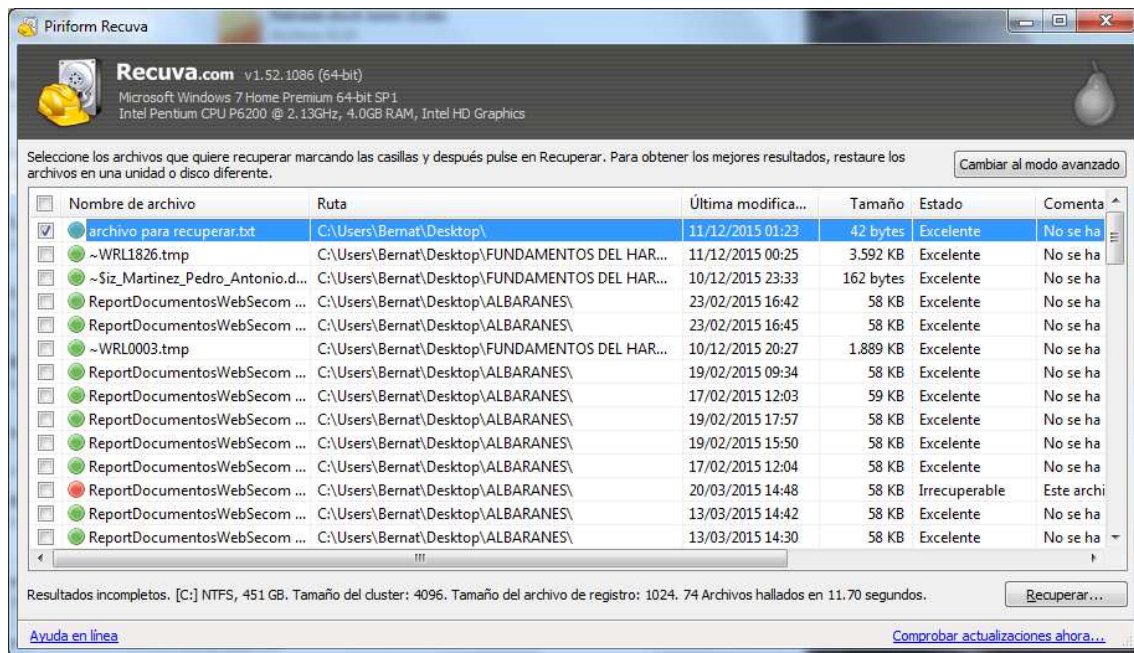 Piriform Recuva
Recuva.com v1.52.1086 (64-bit)
Microsoft Windows 7 Home Premium 64-bit SP1
Intel Pentium CPU P6200 @ 2.13GHz, 4.0GB RAM, Intel HD Graphics
Seleccione los archivos que quiere recuperar marcando las casillas y después pulse en Recuperar. Para obtener los mejores resultados, restaure los
archivos en una unidad o disco diferente.
Cambiar al modo avanzado
Nombre de archivo Ruta Última modifica... Tamaño Estado Comenta
archivo para recuperar.txt C:\Users\Bernat\Desktop\ 11/12/2015 01:23 42 bytes Excelente No se ha
~WRL1826.tmp C:\Users\Bernat\Desktop\FUNDAMENTOS DEL HAR... 11/12/2015 00:25 3.592 KB Excelente No se ha
~$iz_Martinez_Pedro_Antonio.d... C:\Users\Bernat\Desktop\FUNDAMENTOS DEL HAR... 10/12/2015 23:33 162 bytes Excelente No se ha
ReportDocumentosWebSecom ... C:\Users\Bernat\Desktop\ALBARANES\ 23/02/2015 16:42 58 KB Excelente No se ha
ReportDocumentosWebSecom ... C:\Users\Bernat\Desktop\ALBARANES\ 23/02/2015 16:45 58 KB Excelente No se ha
~WRL0003.tmp C:\Users\Bernat\Desktop\FUNDAMENTOS DEL HAR... 10/12/2015 20:27 1.889 KB Excelente No se ha
ReportDocumentosWebSecom ... C:\Users\Bernat\Desktop\ALBARANES\ 19/02/2015 09:34 58 KB Excelente No se ha
ReportDocumentosWebSecom ... C:\Users\Bernat\Desktop\ALBARANES\ 17/02/2015 12:03 59 KB Excelente No se ha
ReportDocumentosWebSecom ... C:\Users\Bernat\Desktop\ALBARANES\ 19/02/2015 17:57 58 KB Excelente No se ha
ReportDocumentosWebSecom ... C:\Users\Bernat\Desktop\ALBARANES\ 19/02/2015 15:50 58 KB Excelente No se ha
ReportDocumentosWebSecom ... C:\Users\Bernat\Desktop\ALBARANES\ 17/02/2015 12:04 58 KB Excelente No se ha
ReportDocumentosWebSecom ... C:\Users\Bernat\Desktop\ALBARANES\ 20/03/2015 14:48 58 KB Irrecuperable Este archi
ReportDocumentosWebSecom ... C:\Users\Bernat\Desktop\ALBARANES\ 13/03/2015 14:42 58 KB Excelente No se ha
ReportDocumentosWebSecom ... C:\Users\Bernat\Desktop\ALBARANES\ 13/03/2015 14:30 58 KB Excelente No se ha
Resultados incompletos. [C:] NTFS, 451 GB. Tamaño del cluster: 4096. Tamaño del archivo de registro: 1024. 74 Archivos hallados en 11.70 segundos.
Recuperar...
Ayuda en línea Comprobar actualizaciones ahora...